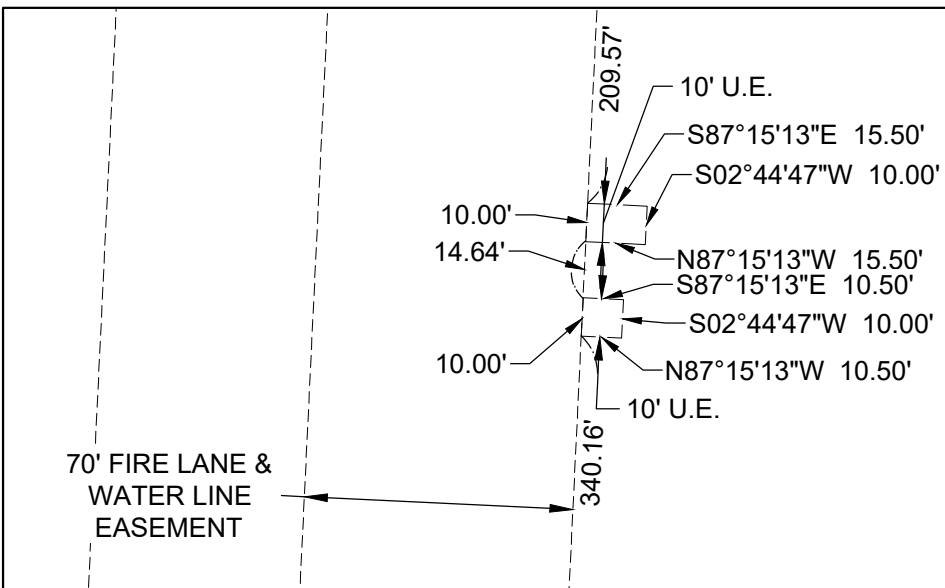 209.57'
10' U.E.
S87°15'13"E 15.50'
S02°44'47"W 10.00'
10.00'
14.64'
N87°15'13"W 15.50'
S87°15'13"E 10.50'
S02°44'47"W 10.00'
10.00'
N87°15'13"W 10.50'
10' U.E.
340.16'
70' FIRE LANE &
WATER LINE
EASEMENT